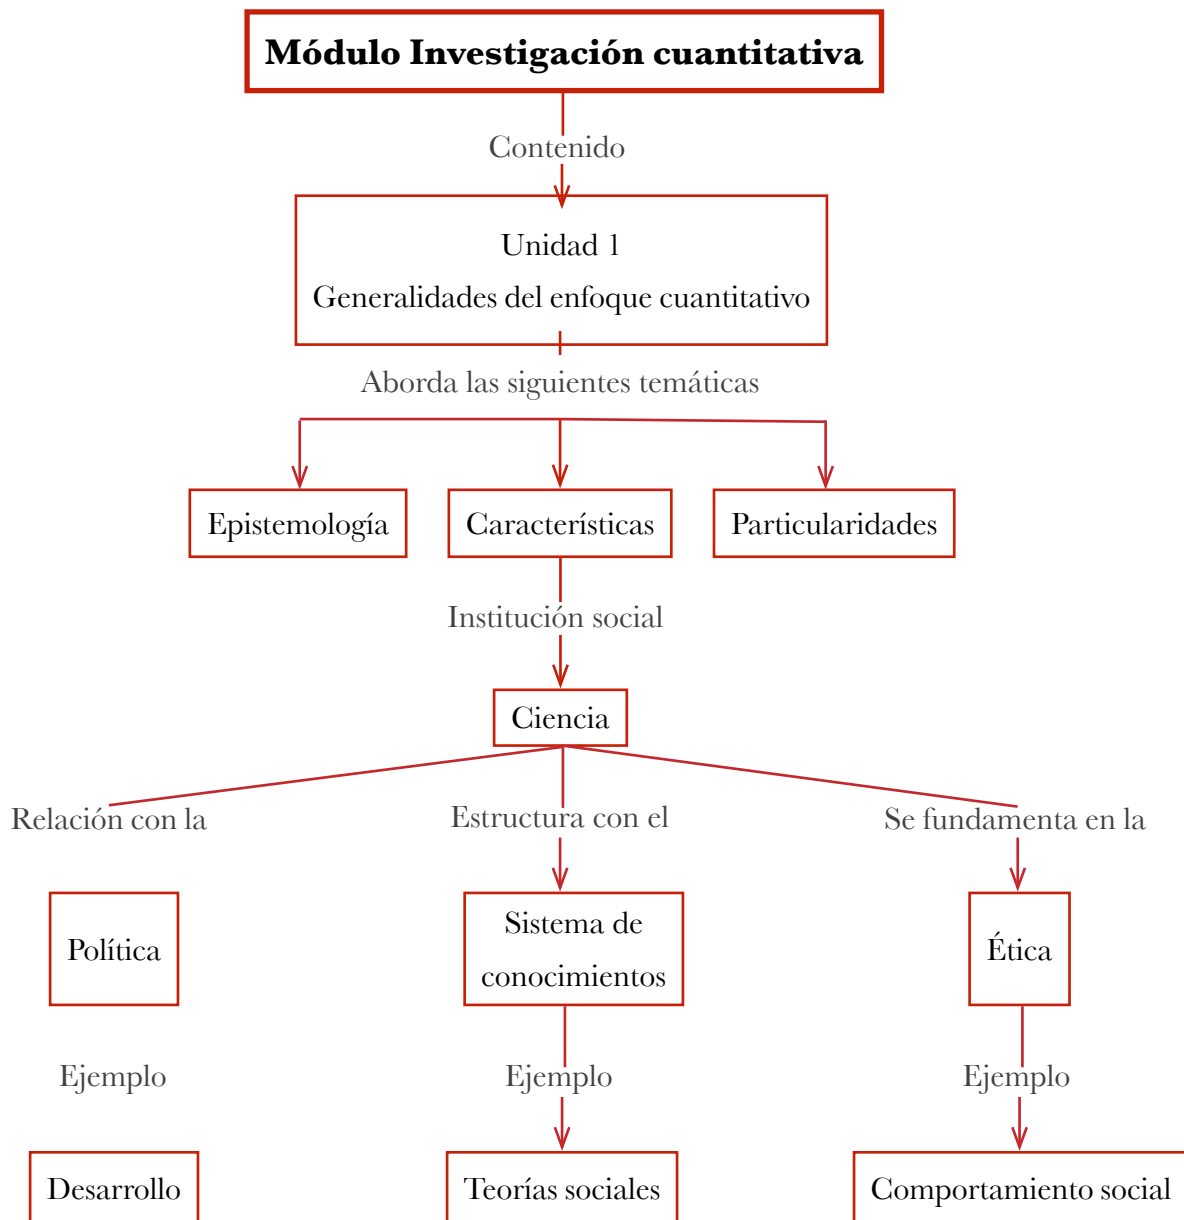 Módulo Investigación cuantitativa
Contenido
Unidad 1
Generalidades del enfoque cuantitativo
Aborda las siguientes temáticas
Epistemología
Características
Particularidades
Institución social
Ciencia
Relación con la
Estructura con el
Se fundamenta en la
Política
Sistema de
conocimientos
Ética
Ejemplo
Ejemplo
Ejemplo
Desarrollo
Teorías sociales
Comportamiento social